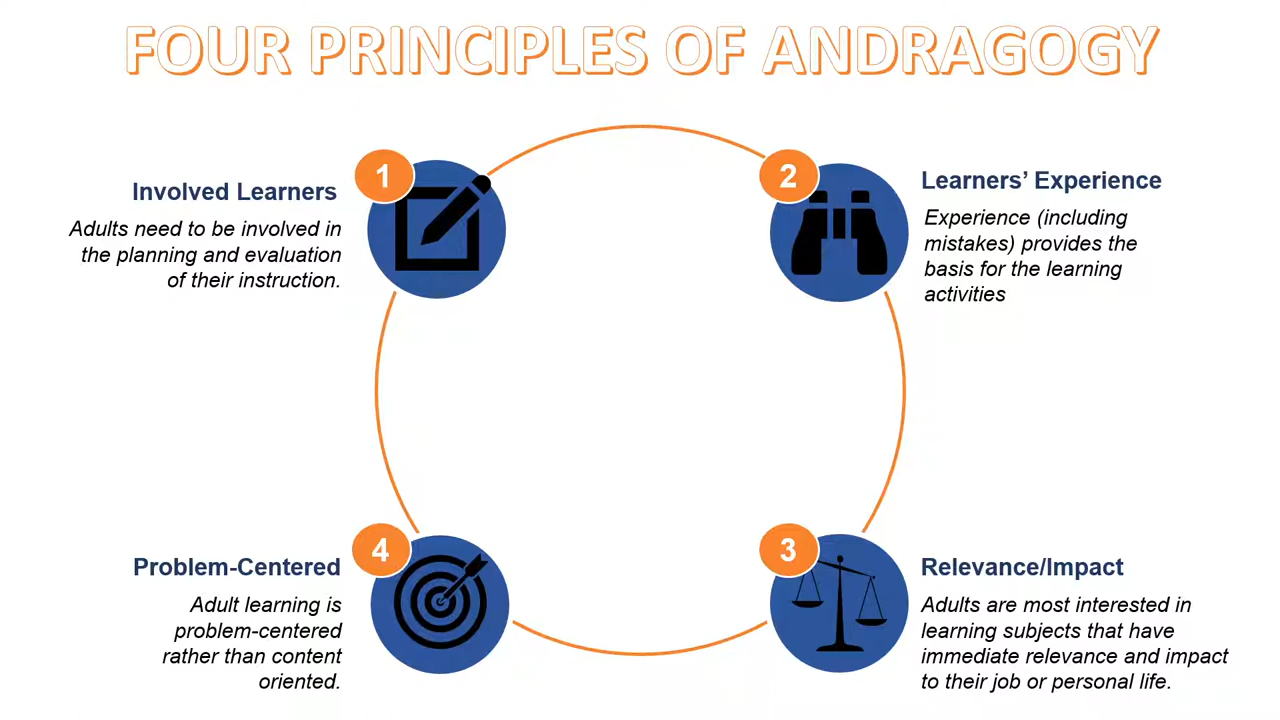 FOUR PRINCIPLES OF ANDRAGOGY
1
Involved Learners
Adults need to be involved in
the planning and evaluation
of their instruction.
2
Learners’ Experience
Experience (including
mistakes) provides the
basis for the learning
activities
3
Relevance/Impact
Adults are most interested in
learning subjects that have
immediate relevance and impact
to their job or personal life.
4
Problem-Centered
Adult learning is
problem-centered
rather than content
oriented.